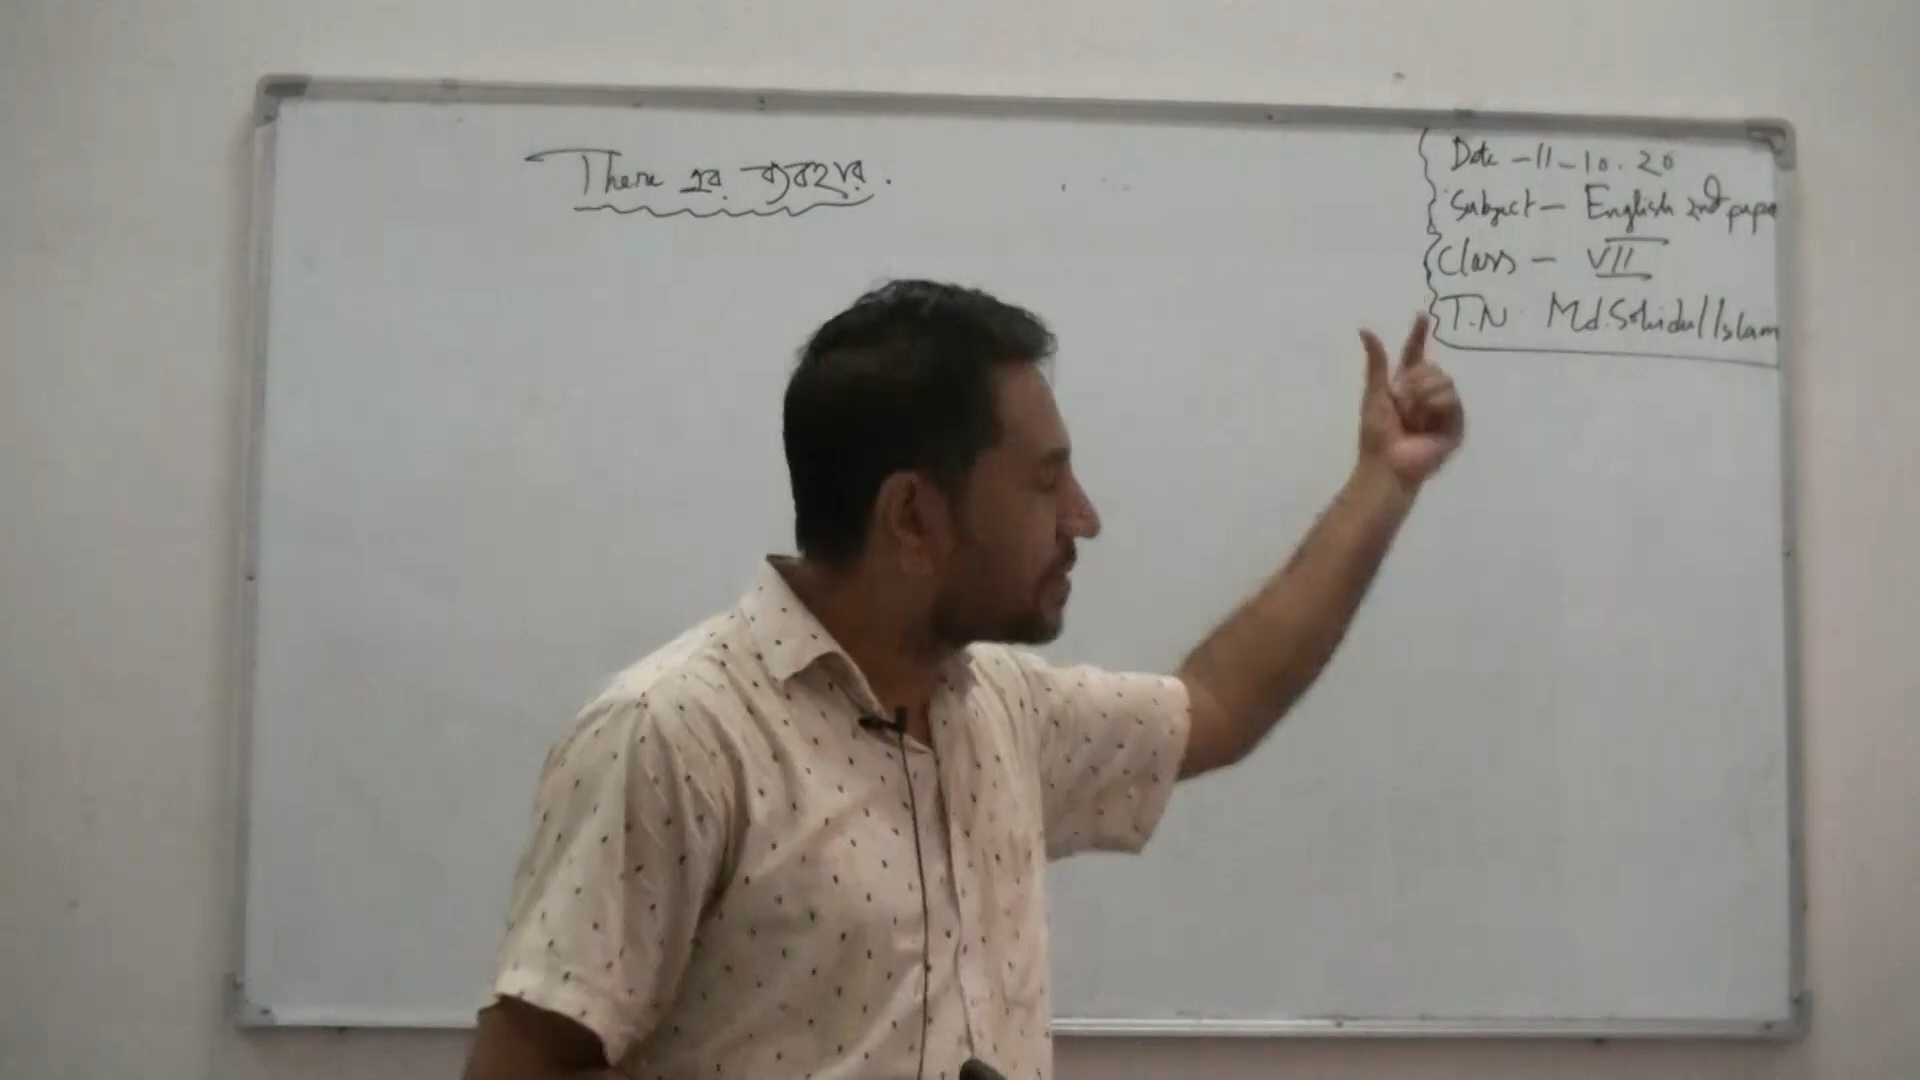 There এর ব্যবহার.
Date - 11 - 10 . 20
Subject - English 2nd paper
Class - VII
T.N. Md. Sohidul Islam